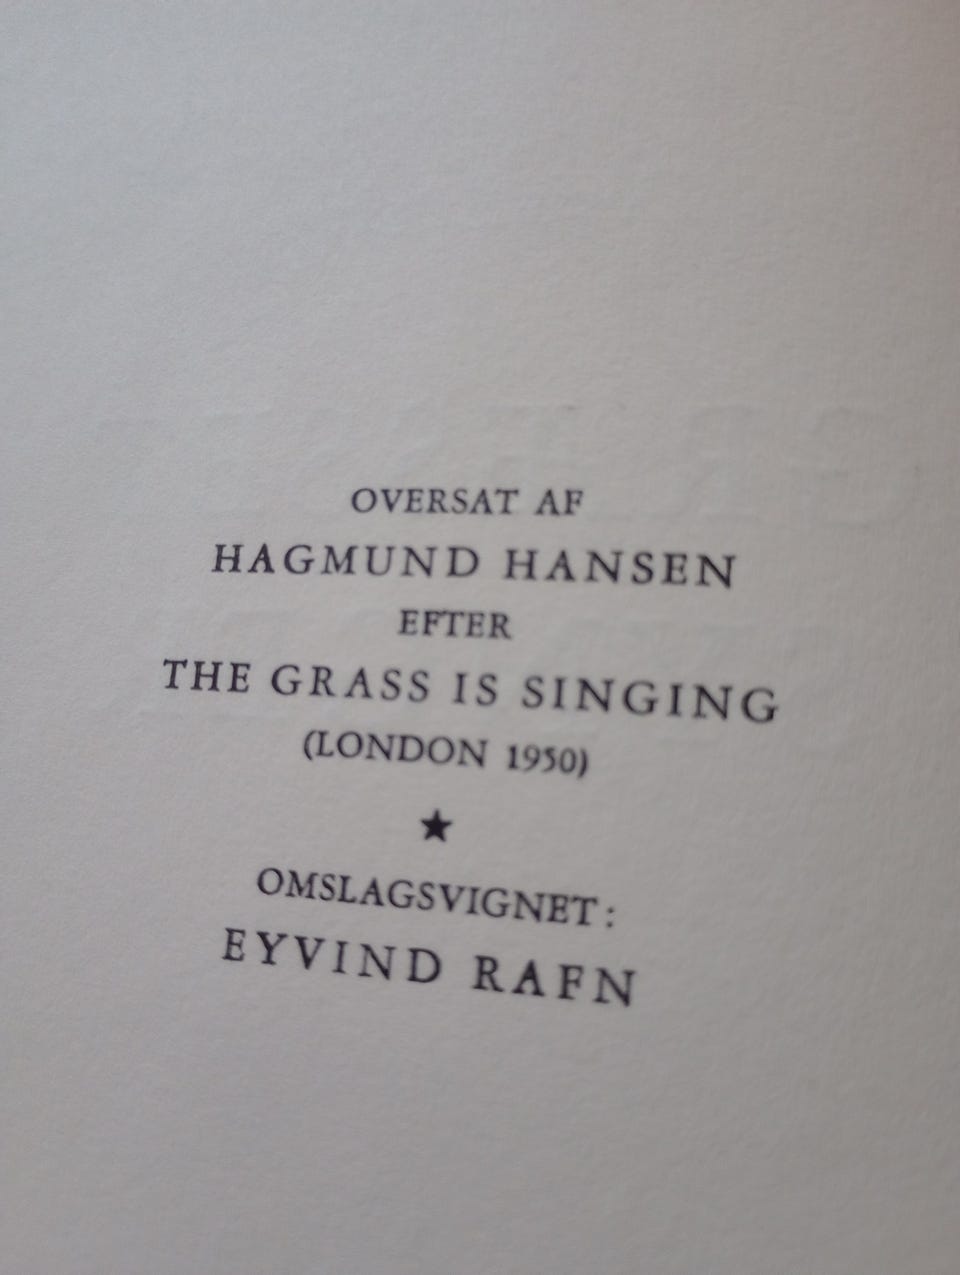 OVERSAT AF
HAGMUND HANSEN
EFTER
THE GRASS IS SINGING
(LONDON 1950)
★
OMSLAGSVIGNET:
EYVIND RAFN